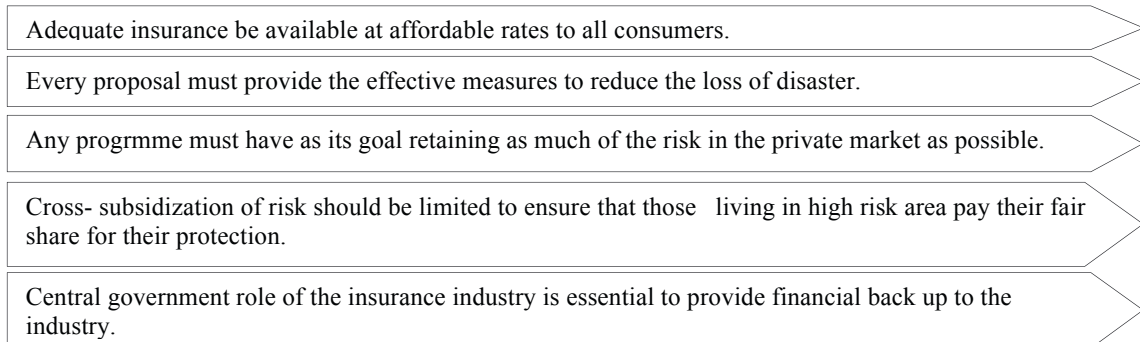 Adequate insurance be available at affordable rates to all consumers.
Every proposal must provide the effective measures to reduce the loss of disaster.
Any progrmme must have as its goal retaining as much of the risk in the private market as possible.
Cross- subsidization of risk should be limited to ensure that those living in high risk area pay their fair
share for their protection.
Central government role of the insurance industry is essential to provide financial back up to the
industry.